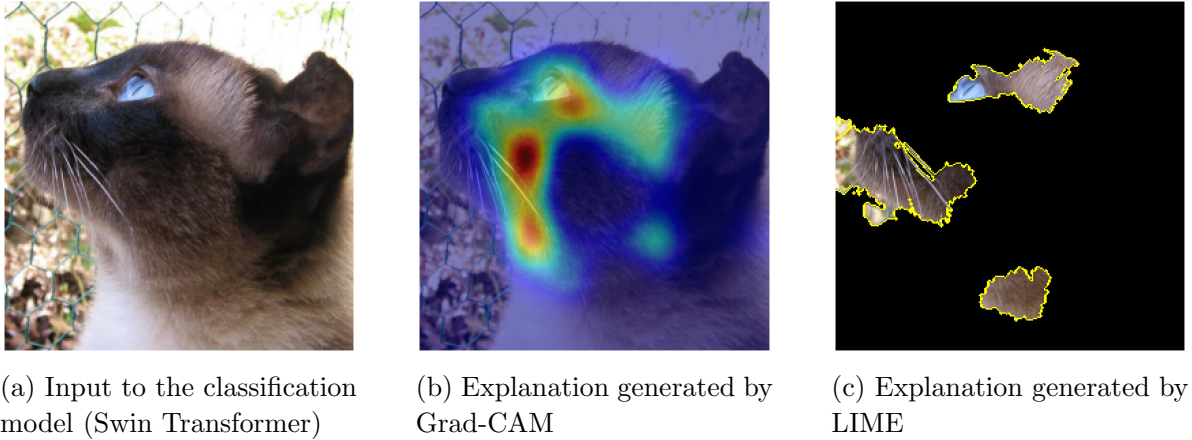 (a) Input to the classification
model (Swin Transformer)
(b) Explanation generated by
Grad-CAM
(c) Explanation generated by
LIME